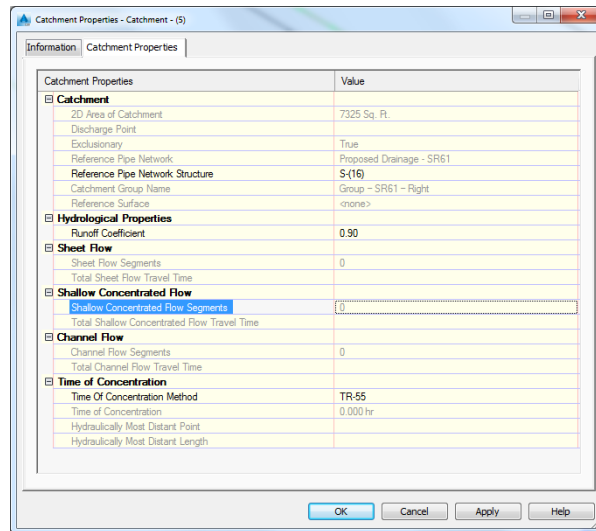 Catchment Properties - Catchment - (5)
Information Catchment Properties
Catchment Properties Value
Catchment
2D Area of Catchment 7325 Sq. Ft.
Discharge Point
Exclusionary True
Reference Pipe Network Proposed Drainage - SR61
Reference Pipe Network Structure S-(16)
Catchment Group Name Group - SR61 - Right
Reference Surface <none>
Hydrological Properties
Runoff Coefficient 0.90
Sheet Flow
Sheet Flow Segments 0
Total Sheet Flow Travel Time
Shallow Concentrated Flow
Shallow Concentrated Flow Segments 0
Total Shallow Concentrated Flow Travel Time
Channel Flow
Channel Flow Segments 0
Total Channel Flow Travel Time
Time of Concentration
Time Of Concentration Method TR-55
Time of Concentration 0.000 hr
Hydraulically Most Distant Point
Hydraulically Most Distant Length
OK Cancel Apply Help